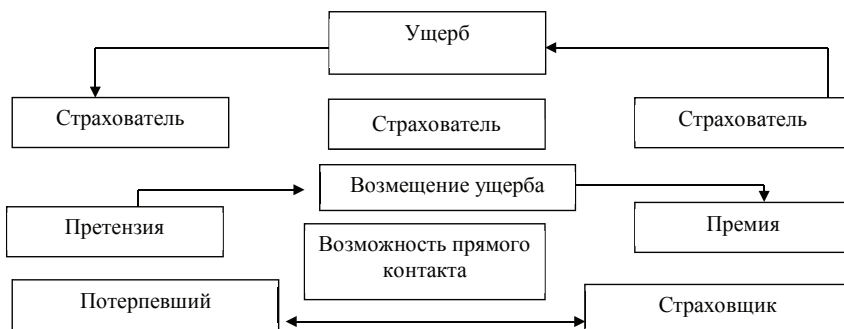 Ущерб
Страхователь
Страхователь
Страхователь
Возмещение ущерба
Претензия
Премия
Возможность прямого
контакта
Потерпевший
Страховщик